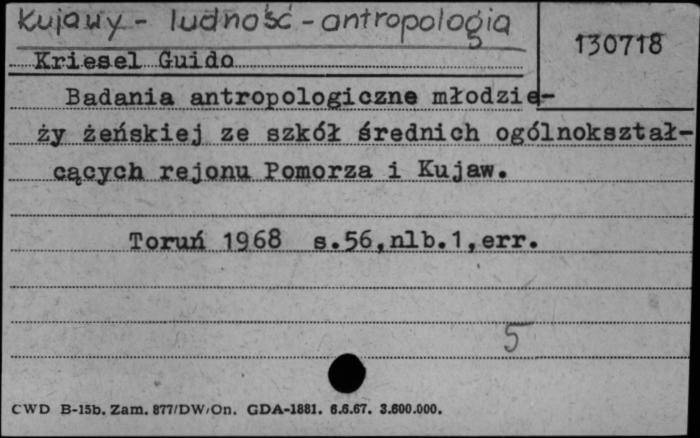 Kujawy - ludność - antropologia
130718
Kriesel Guido
Badania antropologiczne młodzie-
ży żeńskiej ze szkół średnich ogólnokształ-
cących rejonu Pomorza i Kujaw.
Toruń 1968 s.56,nlb.1,err.
5
CWD B-15b. Zam. 877/DW/On. GDA-1881. 6.6.67. 3.600.000.